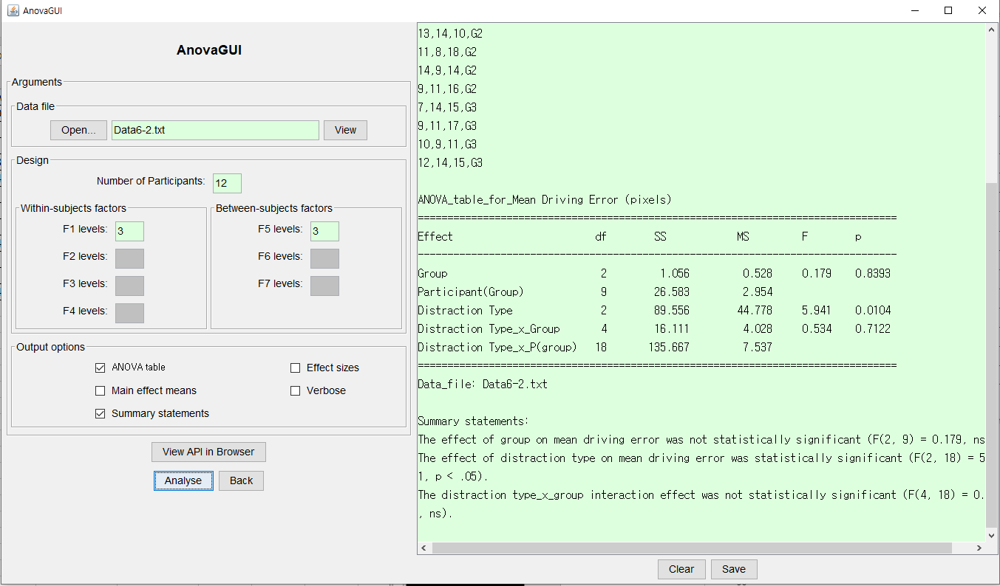 AnovaGUI
AnovaGUI
Arguments
Data file
Open...
Data6-2.txt
View
Design
Number of Participants: 12
Within-subjects factors
F1 levels: 3
F2 levels:
F3 levels:
F4 levels:
Between-subjects factors
F5 levels: 3
F6 levels:
F7 levels:
Output options
ANOVA table
Effect sizes
Main effect means
Verbose
Summary statements
View API in Browser
Analyse
Back
13,14,10,G2
11,8,18,G2
14,9,14,G2
9,11,16,G2
7,14,15,G3
9,11,17,G3
10,9,11,G3
12,14,15,G3
ANOVA_table_for_Mean Driving Error (pixels)
=================================================================================
Effect df SS MS F p
---------------------------------------------------------------------------------
Group 2 1.056 0.528 0.179 0.8393
Participant(Group) 9 26.583 2.954
Distraction Type 2 89.556 44.778 5.941 0.0104
Distraction Type_x_Group 4 16.111 4.028 0.534 0.7122
Distraction Type_x_P(group) 18 135.667 7.537
=================================================================================
Data_file: Data6-2.txt
Summary statements:
The effect of group on mean driving error was not statistically significant (F(2, 9) = 0.179, ns
The effect of distraction type on mean driving error was statistically significant (F(2, 18) = 5
1, p < .05).
The distraction type_x_group interaction effect was not statistically significant (F(4, 18) = 0.
, ns).
Clear
Save